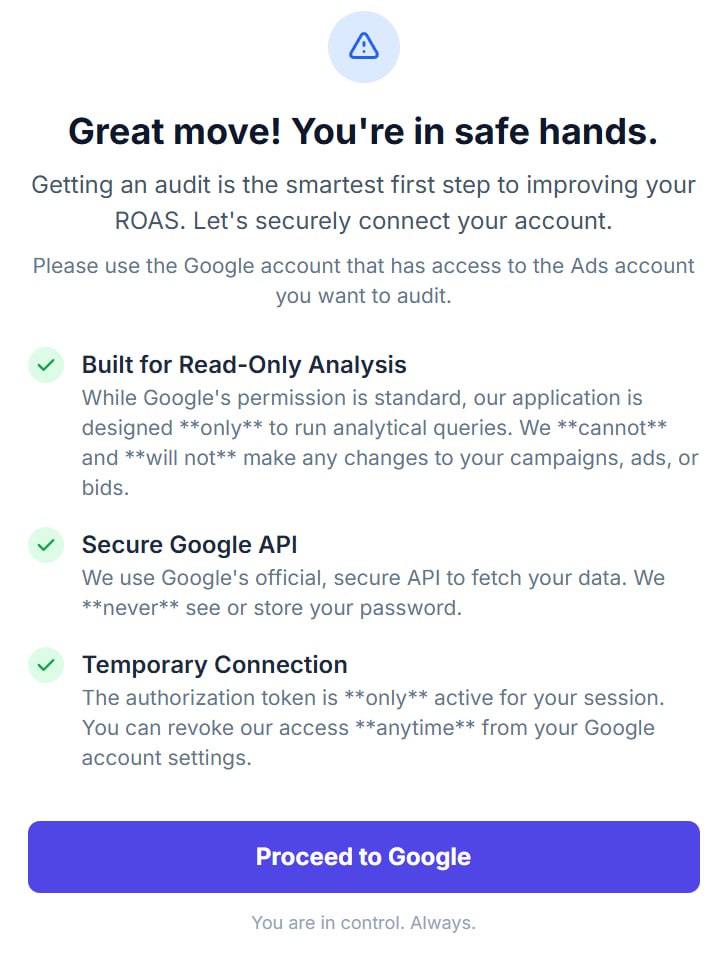 Great move! You're in safe hands.
Getting an audit is the smartest first step to improving your
ROAS. Let's securely connect your account.
Please use the Google account that has access to the Ads account
you want to audit.
Built for Read-Only Analysis
While Google's permission is standard, our application is
designed **only** to run analytical queries. We **cannot**
and **will not** make any changes to your campaigns, ads, or
bids.
Secure Google API
We use Google's official, secure API to fetch your data. We
**never** see or store your password.
Temporary Connection
The authorization token is **only** active for your session.
You can revoke our access **anytime** from your Google
account settings.
Proceed to Google
You are in control. Always.